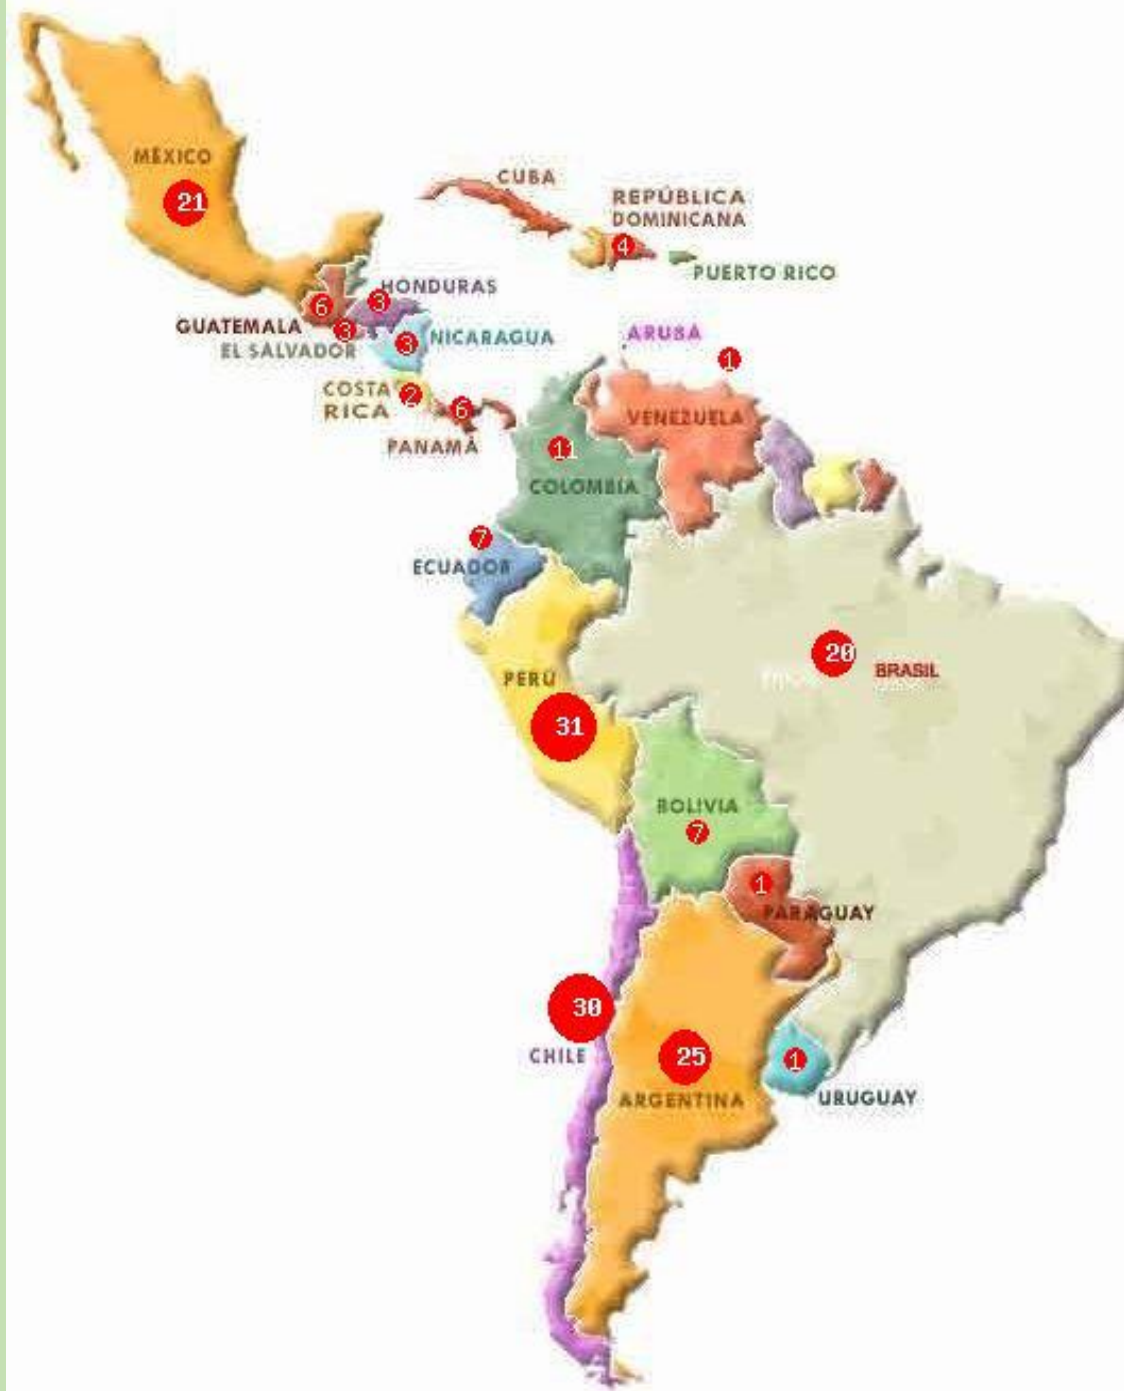 MÉXICO
21
CUBA
REPÚBLICA
DOMINICANA
4
PUERTO RICO
HONDURAS
3
6
GUATEMALA
3
EL SALVADOR
NICARAGUA
3
ARUBA
1
COSTA
RICA
2
6
PANAMÁ
VENEZUELA
11
COLOMBIA
7
ECUADOR
20
BRASIL
PERÚ
31
BOLIVIA
7
1
PARAGUAY
30
CHILE
25
ARGENTINA
1
URUGUAY